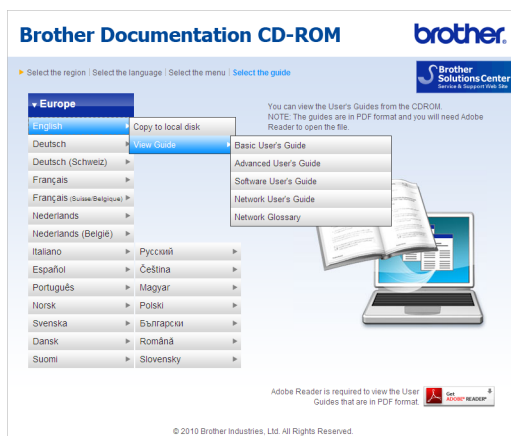 Brother Documentation CD-ROM
brother.
Select the region | Select the language | Select the menu | Select the guide
Brother
Solutions Center
Service & Support Web Site
Europe
You can view the User's Guides from the CDROM.
NOTE: The guides are in PDF format and you will need Adobe
Reader to open the file.
English
Copy to local disk
Deutsch
View Guide
Basic User's Guide
Deutsch (Schweiz)
Advanced User's Guide
Français
Software User's Guide
Français (Suisse/Belgique)
Network User's Guide
Nederlands
Network Glossary
Nederlands (België)
Italiano
Русский
Español
Čeština
Português
Magyar
Norsk
Polski
Svenska
Български
Dansk
Română
Suomi
Slovensky
Adobe Reader is required to view the User
Guides that are in PDF format.
Get
ADOBE® READER®
© 2010 Brother Industries, Ltd. All Rights Reserved.